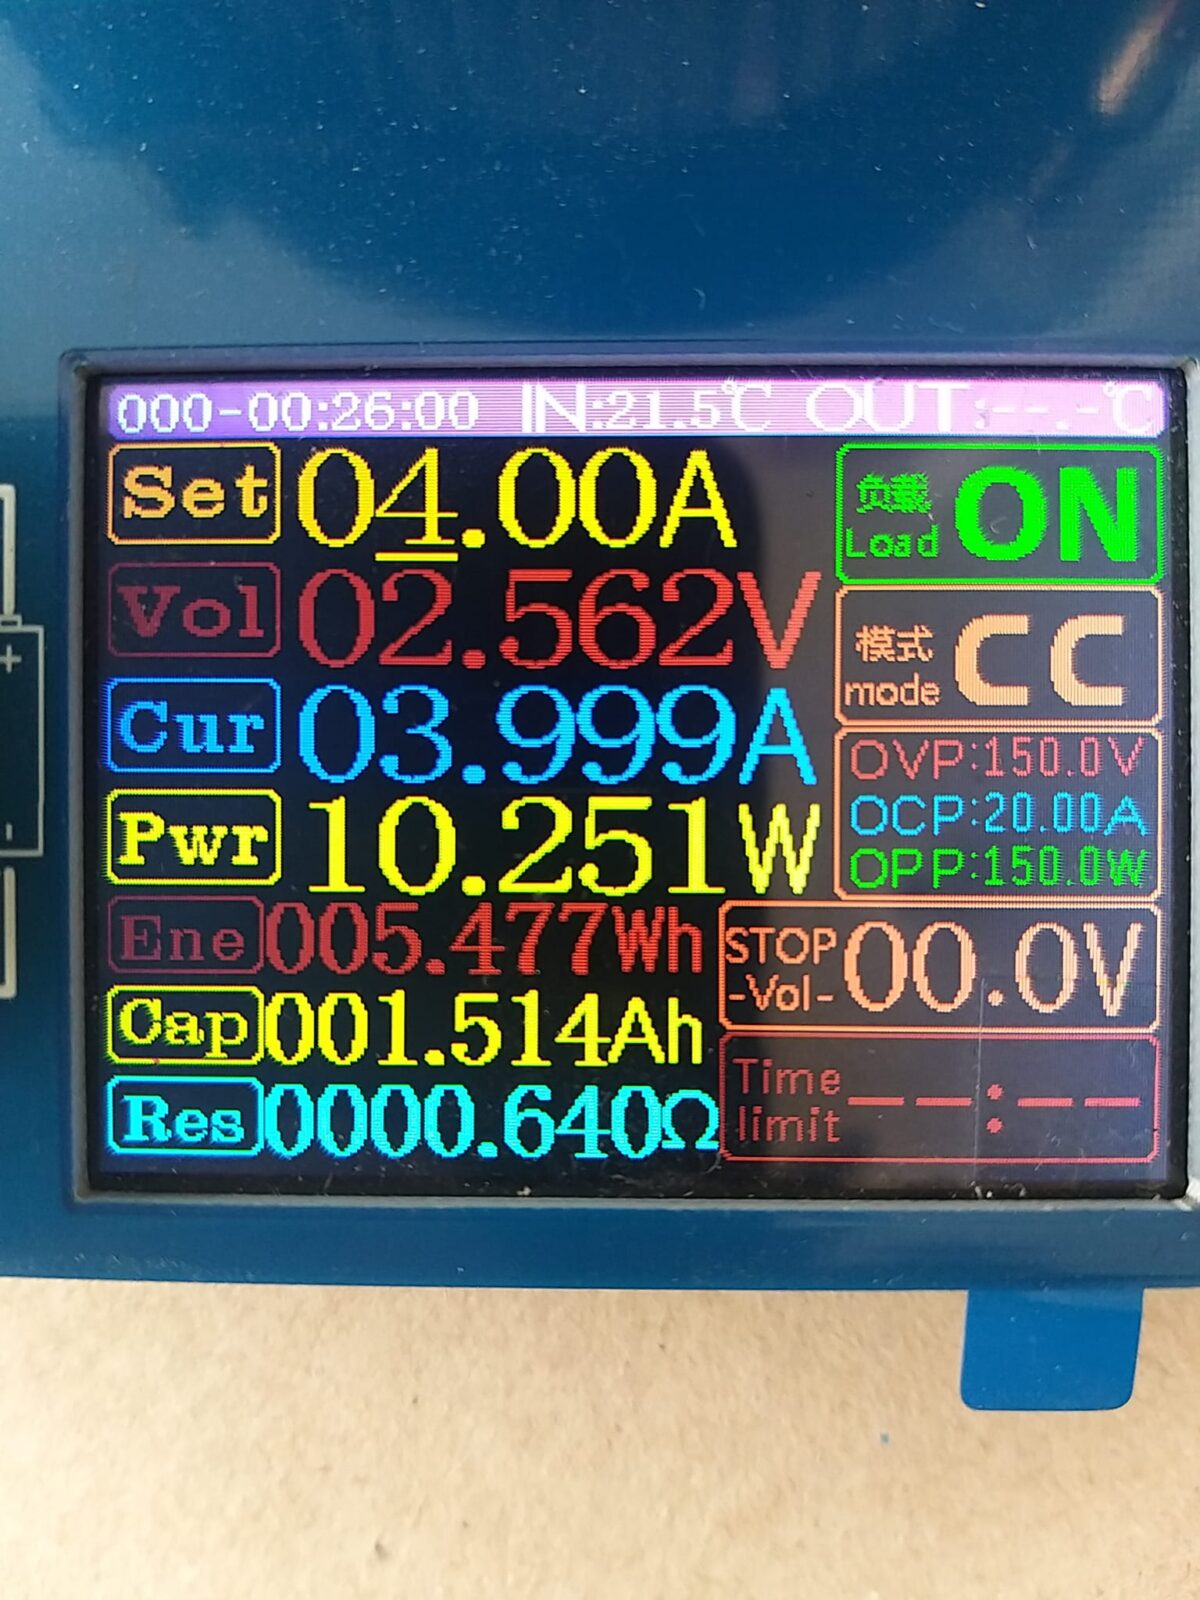 000-00:26:00 IN:21.5℃ OUT:--.-℃
Set 04.00A
负载
Load ON
Vol 02.562V
模式
mode CC
Cur 03.999A
OVP:150.0V
OCP:20.00A
OPP:150.0W
Pwr 10.251W
Ene 005.477Wh
STOP
-Vol- 00.0V
Cap 001.514Ah
Time
limit --:--
Res 0000.640Ω
+
-